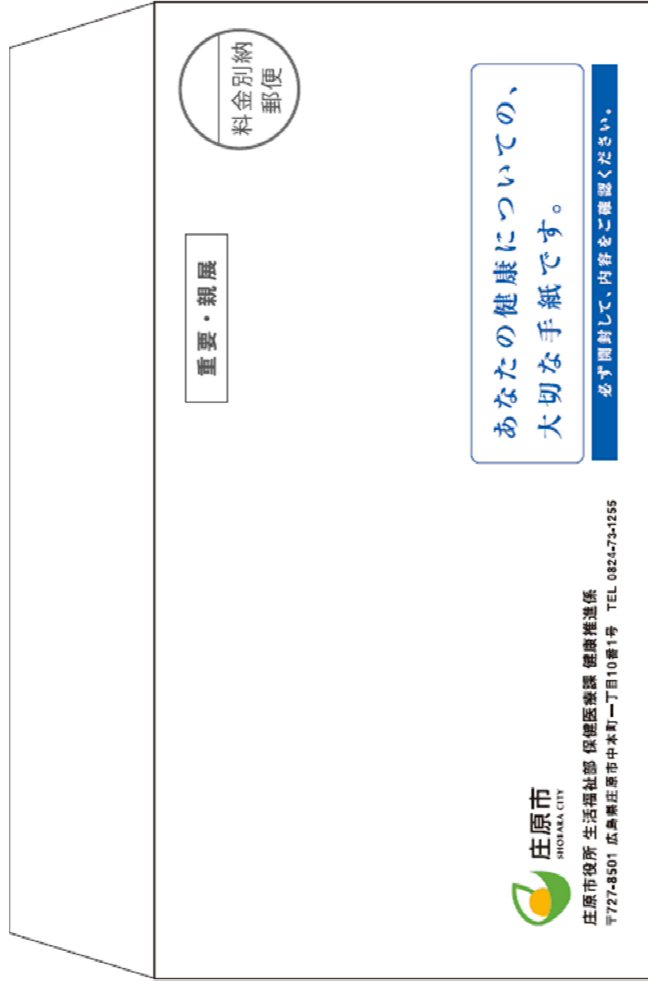 料金別納
郵便
重要・親展
あなたの健康についての、
大切な手紙です。
必ず開封して、内容をご確認ください。
庄原市
SHOBARA CITY
庄原市役所 生活福祉部 保健医療課 健康推進係
〒727-8501 広島県庄原市中本町一丁目10番1号 TEL 0824-73-1255